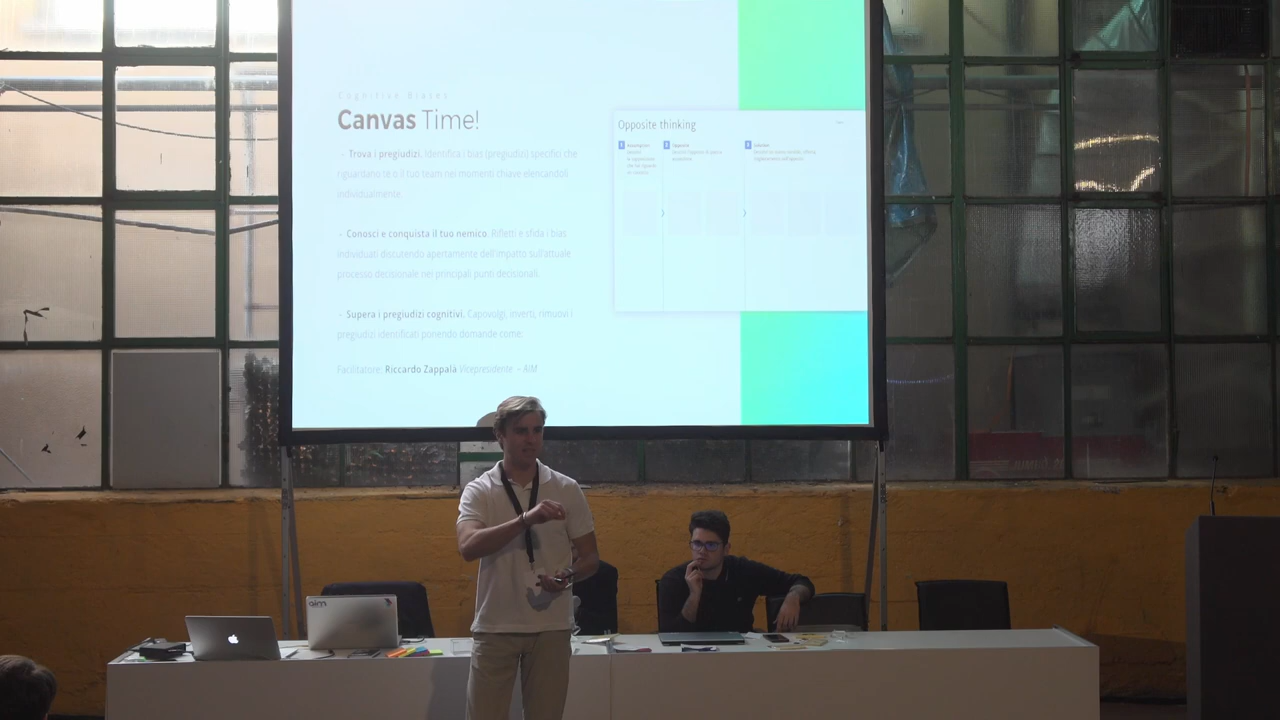 Cognitive Biases
Canvas Time!
- Trova i pregiudizi. Identifica i bias (pregiudizi) specifici che
riguardano te o il tuo team nei momenti chiave elencandoli
individualmente.
- Conosci e conquista il tuo nemico. Rifletti e sfida i bias
individuati discutendo apertamente dell'impatto sull'attuale
processo decisionale nei principali punti decisionali.
- Supera i pregiudizi cognitivi. Capovolgi, inverti, rimuovi i
pregiudizi identificati ponendo domande come:
Facilitatore: Riccardo Zappalà Vicepresidente - AIM
Opposite thinking
aim